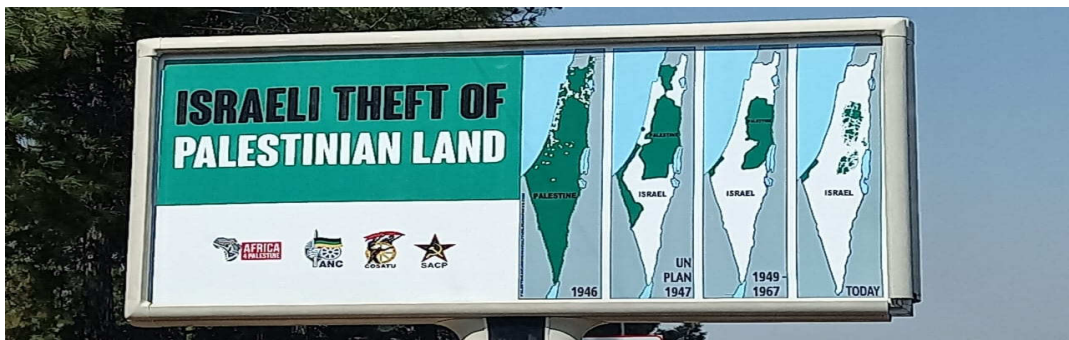 ISRAELI THEFT OF
PALESTINIAN LAND
AFRICA
4 PALESTINE
ANC
COSATU
SACP
PALESTINE
1946
PALESTINE
ISRAEL
UN
PLAN
1947
PALESTINE
ISRAEL
1949 -
1967
ISRAEL
TODAY